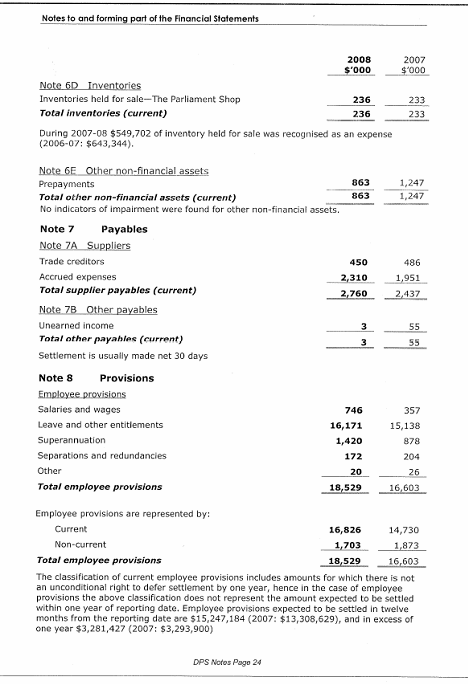 Notes to and forming part of the Financial Statements
2008 2007
$'000 $'000
Note 6D Inventories
Inventories held for sale—The Parliament Shop 236 233
Total inventories (current) 236 233
During 2007-08 $549,702 of inventory held for sale was recognised as an expense
(2006-07: $643,344).
Note 6E Other non-financial assets
Prepayments 863 1,247
Total other non-financial assets (current) 863 1,247
No indicators of impairment were found for other non-financial assets.
Note 7 Payables
Note 7A Suppliers
Trade creditors 450 486
Accrued expenses 2,310 1,951
Total supplier payables (current) 2,760 2,437
Note 7B Other payables
Unearned income 3 55
Total other payables (current) 3 55
Settlement is usually made net 30 days
Note 8 Provisions
Employee provisions
Salaries and wages 746 357
Leave and other entitlements 16,171 15,138
Superannuation 1,420 878
Separations and redundancies 172 204
Other 20 26
Total employee provisions 18,529 16,603
Employee provisions are represented by:
Current 16,826 14,730
Non-current 1,703 1,873
Total employee provisions 18,529 16,603
The classification of current employee provisions includes amounts for which there is not
an unconditional right to defer settlement by one year, hence in the case of employee
provisions the above classification does not represent the amount expected to be settled
within one year of reporting date. Employee provisions expected to be settled in twelve
months from the reporting date are $15,247,184 (2007: $13,308,629), and in excess of
one year $3,281,427 (2007: $3,293,900)
DPS Notes Page 24